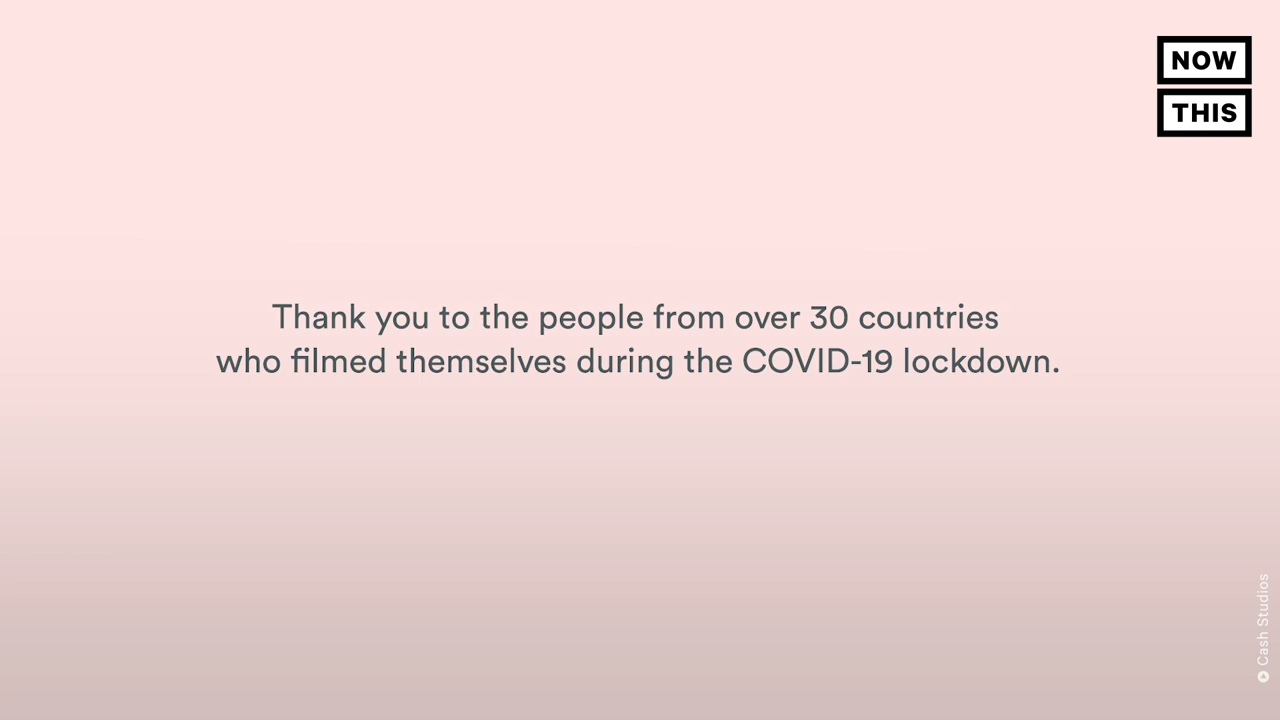 NOW
THIS
Thank you to the people from over 30 countries
who filmed themselves during the COVID-19 lockdown.
Cash Studios